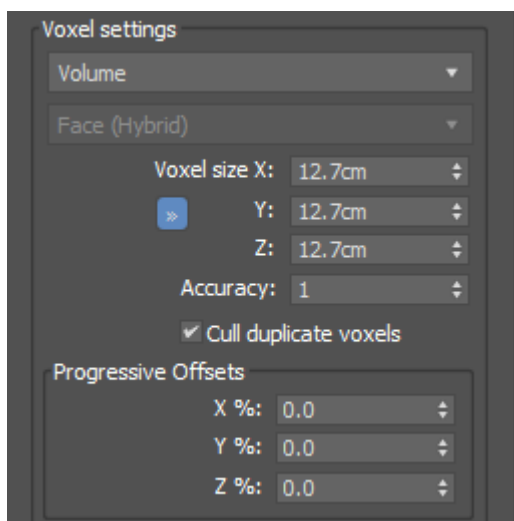 Voxel settings
Volume
Face (Hybrid)
Voxel size X: 12.7cm
» Y: 12.7cm
Z: 12.7cm
Accuracy: 1
Cull duplicate voxels
Progressive Offsets
X %: 0.0
Y %: 0.0
Z %: 0.0